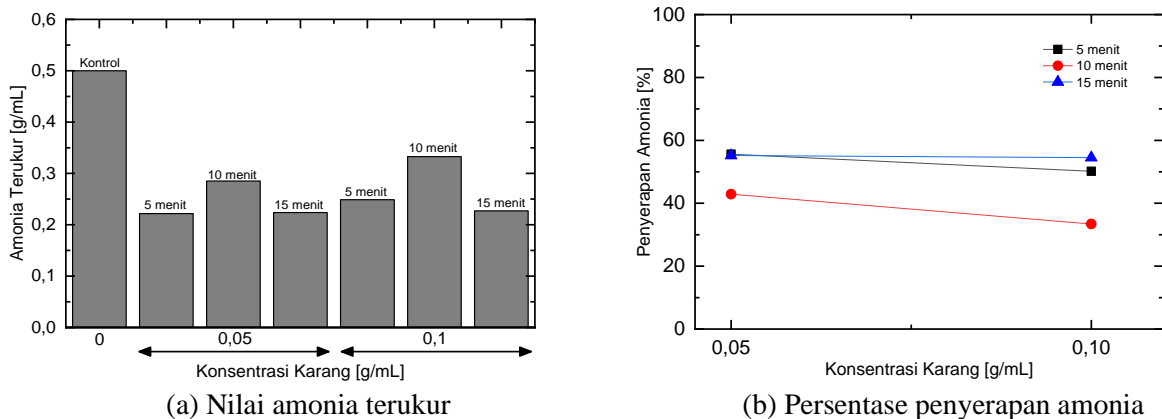 0,6
0,5
0,4
0,3
0,2
0,1
0,0
Amonia Terukur [g/mL]
Kontrol
5 menit
10 menit
15 menit
5 menit
10 menit
15 menit
0
0,05
0,1
Konsentrasi Karang [g/mL]
(a) Nilai amonia terukur
100
80
60
40
20
0
Penyerapan Amonia [%]
5 menit
10 menit
15 menit
0,05
0,10
Konsentrasi Karang [g/mL]
(b) Persentase penyerapan amonia